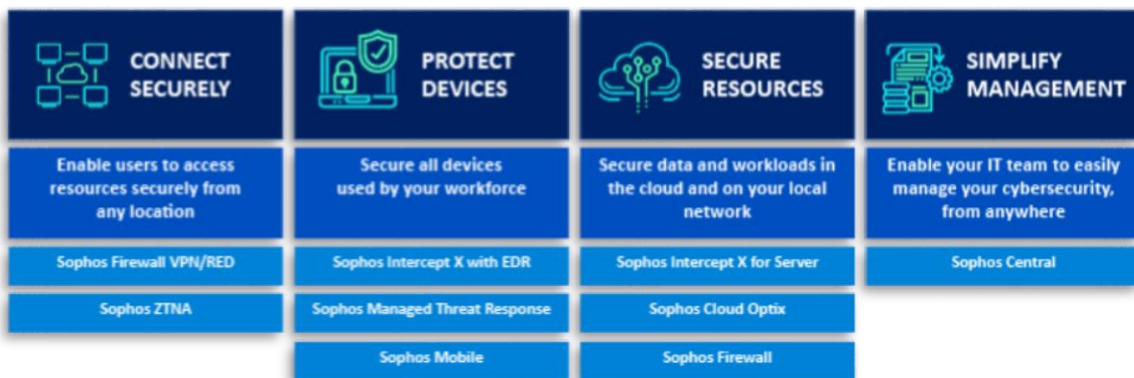 CONNECT
SECURELY
PROTECT
DEVICES
SECURE
RESOURCES
SIMPLIFY
MANAGEMENT
Enable users to access
resources securely from
any location
Secure all devices
used by your workforce
Secure data and workloads in
the cloud and on your local
network
Enable your IT team to easily
manage your cybersecurity,
from anywhere
Sophos Firewall VPN/RED
Sophos Intercept X with EDR
Sophos Intercept X for Server
Sophos Central
Sophos ZTNA
Sophos Managed Threat Response
Sophos Cloud Optix
Sophos Mobile
Sophos Firewall